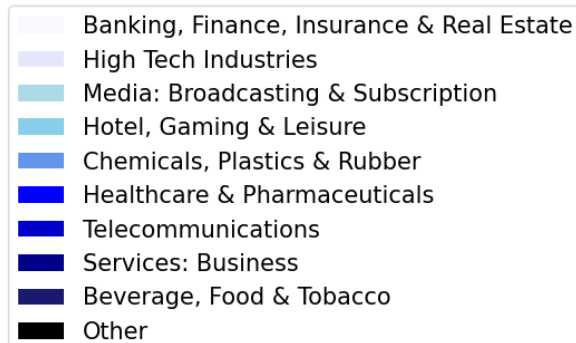 Banking, Finance, Insurance & Real Estate
High Tech Industries
Media: Broadcasting & Subscription
Hotel, Gaming & Leisure
Chemicals, Plastics & Rubber
Healthcare & Pharmaceuticals
Telecommunications
Services: Business
Beverage, Food & Tobacco
Other